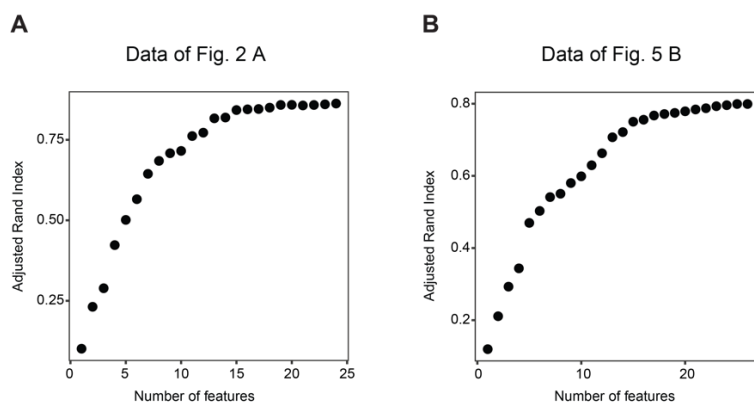 A
B
Data of Fig. 2 A
Data of Fig. 5 B
Adjusted Rand Index
0.75
0.50
0.25
0 5 10 15 20 25
Number of features
Adjusted Rand Index
0.8
0.6
0.4
0.2
0 10 20
Number of features